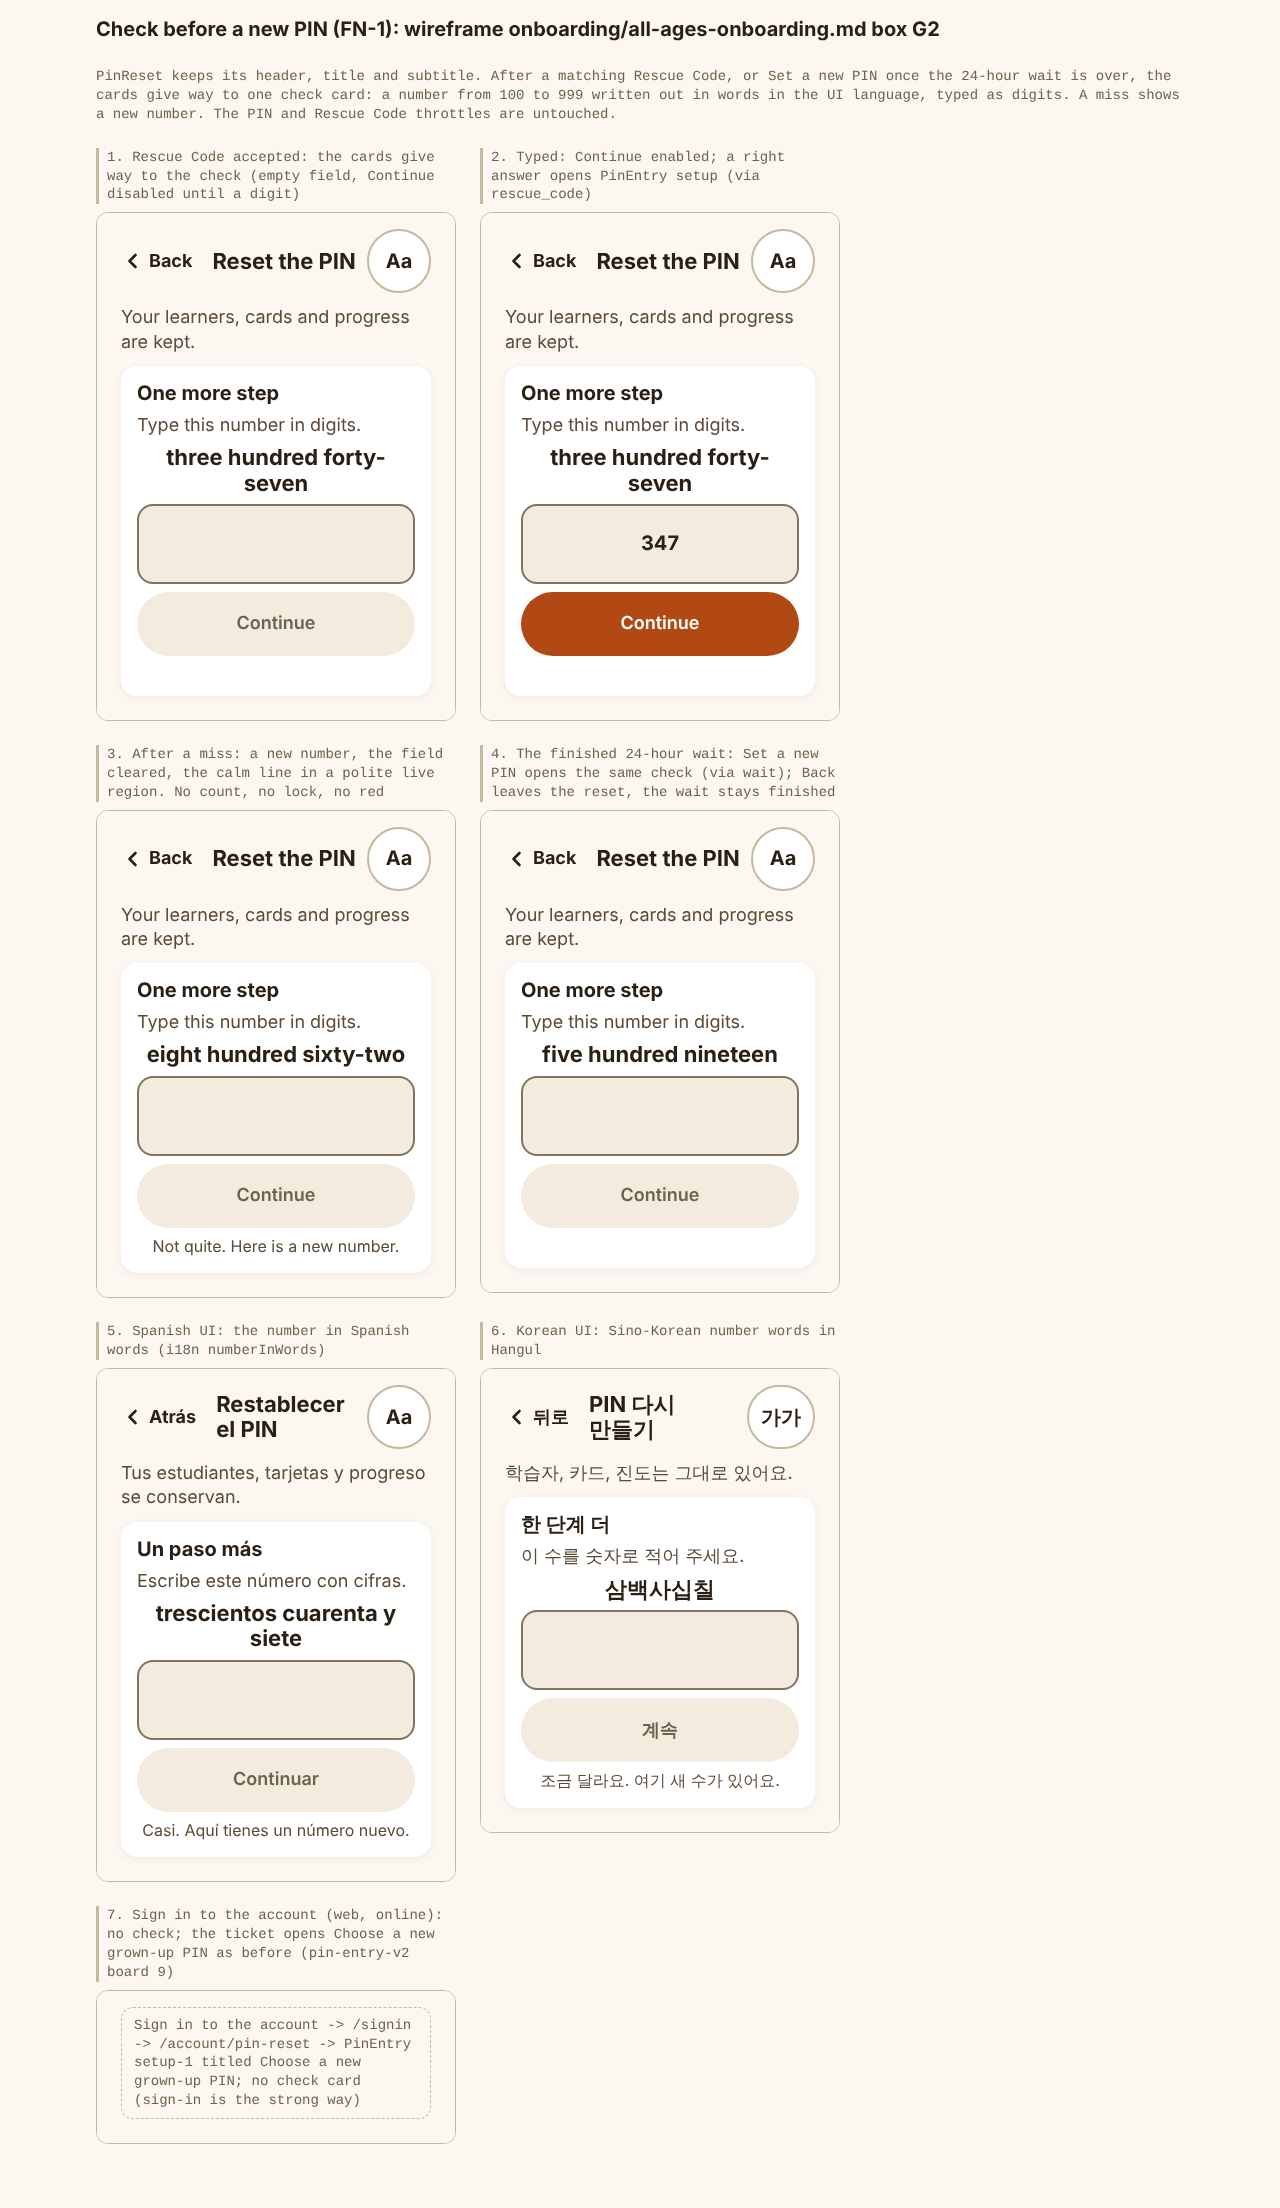 Check before a new PIN (FN-1): wireframe onboarding/all-ages-onboarding.md box G2
PinReset keeps its header, title and subtitle. After a matching Rescue Code, or Set a new PIN once the 24-hour wait is over, the
cards give way to one check card: a number from 100 to 999 written out in words in the UI language, typed as digits. A miss shows
a new number. The PIN and Rescue Code throttles are untouched.
1. Rescue Code accepted: the cards give
way to the check (empty field, Continue
disabled until a digit)
Back
Reset the PIN
Aa
Your learners, cards and progress
are kept.
One more step
Type this number in digits.
three hundred forty-
seven
Continue
2. Typed: Continue enabled; a right
answer opens PinEntry setup (via
rescue_code)
Back
Reset the PIN
Aa
Your learners, cards and progress
are kept.
One more step
Type this number in digits.
three hundred forty-
seven
347
Continue
3. After a miss: a new number, the field
cleared, the calm line in a polite live
region. No count, no lock, no red
Back
Reset the PIN
Aa
Your learners, cards and progress
are kept.
One more step
Type this number in digits.
eight hundred sixty-two
Continue
Not quite. Here is a new number.
4. The finished 24-hour wait: Set a new
PIN opens the same check (via wait); Back
leaves the reset, the wait stays finished
Back
Reset the PIN
Aa
Your learners, cards and progress
are kept.
One more step
Type this number in digits.
five hundred nineteen
Continue
5. Spanish UI: the number in Spanish
words (i18n numberInWords)
Atrás
Restablecer
el PIN
Aa
Tus estudiantes, tarjetas y progreso
se conservan.
Un paso más
Escribe este número con cifras.
trescientos cuarenta y
siete
Continuar
Casi. Aquí tienes un número nuevo.
6. Korean UI: Sino-Korean number words in
Hangul
뒤로
PIN 다시
만들기
가가
학습자, 카드, 진도는 그대로 있어요.
한 단계 더
이 수를 숫자로 적어 주세요.
삼백사십칠
계속
조금 달라요. 여기 새 수가 있어요.
7. Sign in to the account (web, online):
no check; the ticket opens Choose a new
grown-up PIN as before (pin-entry-v2
board 9)
Sign in to the account -> /signin
-> /account/pin-reset -> PinEntry
setup-1 titled Choose a new
grown-up PIN; no check card
(sign-in is the strong way)